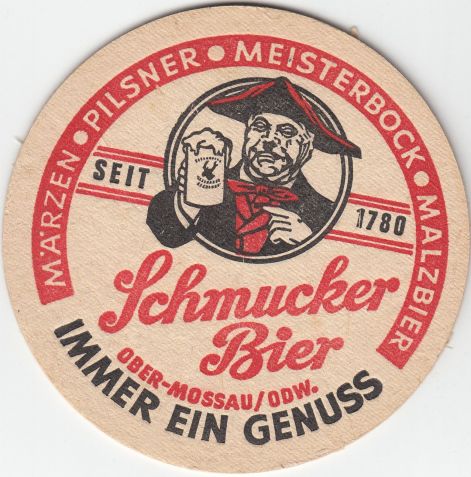 MÄRZEN • PILSNER • MEISTERBOCK • MALZBIER
SEIT 1780
Schmucker
Bier
OBER-MOSSAU/ODW.
IMMER EIN GENUSS